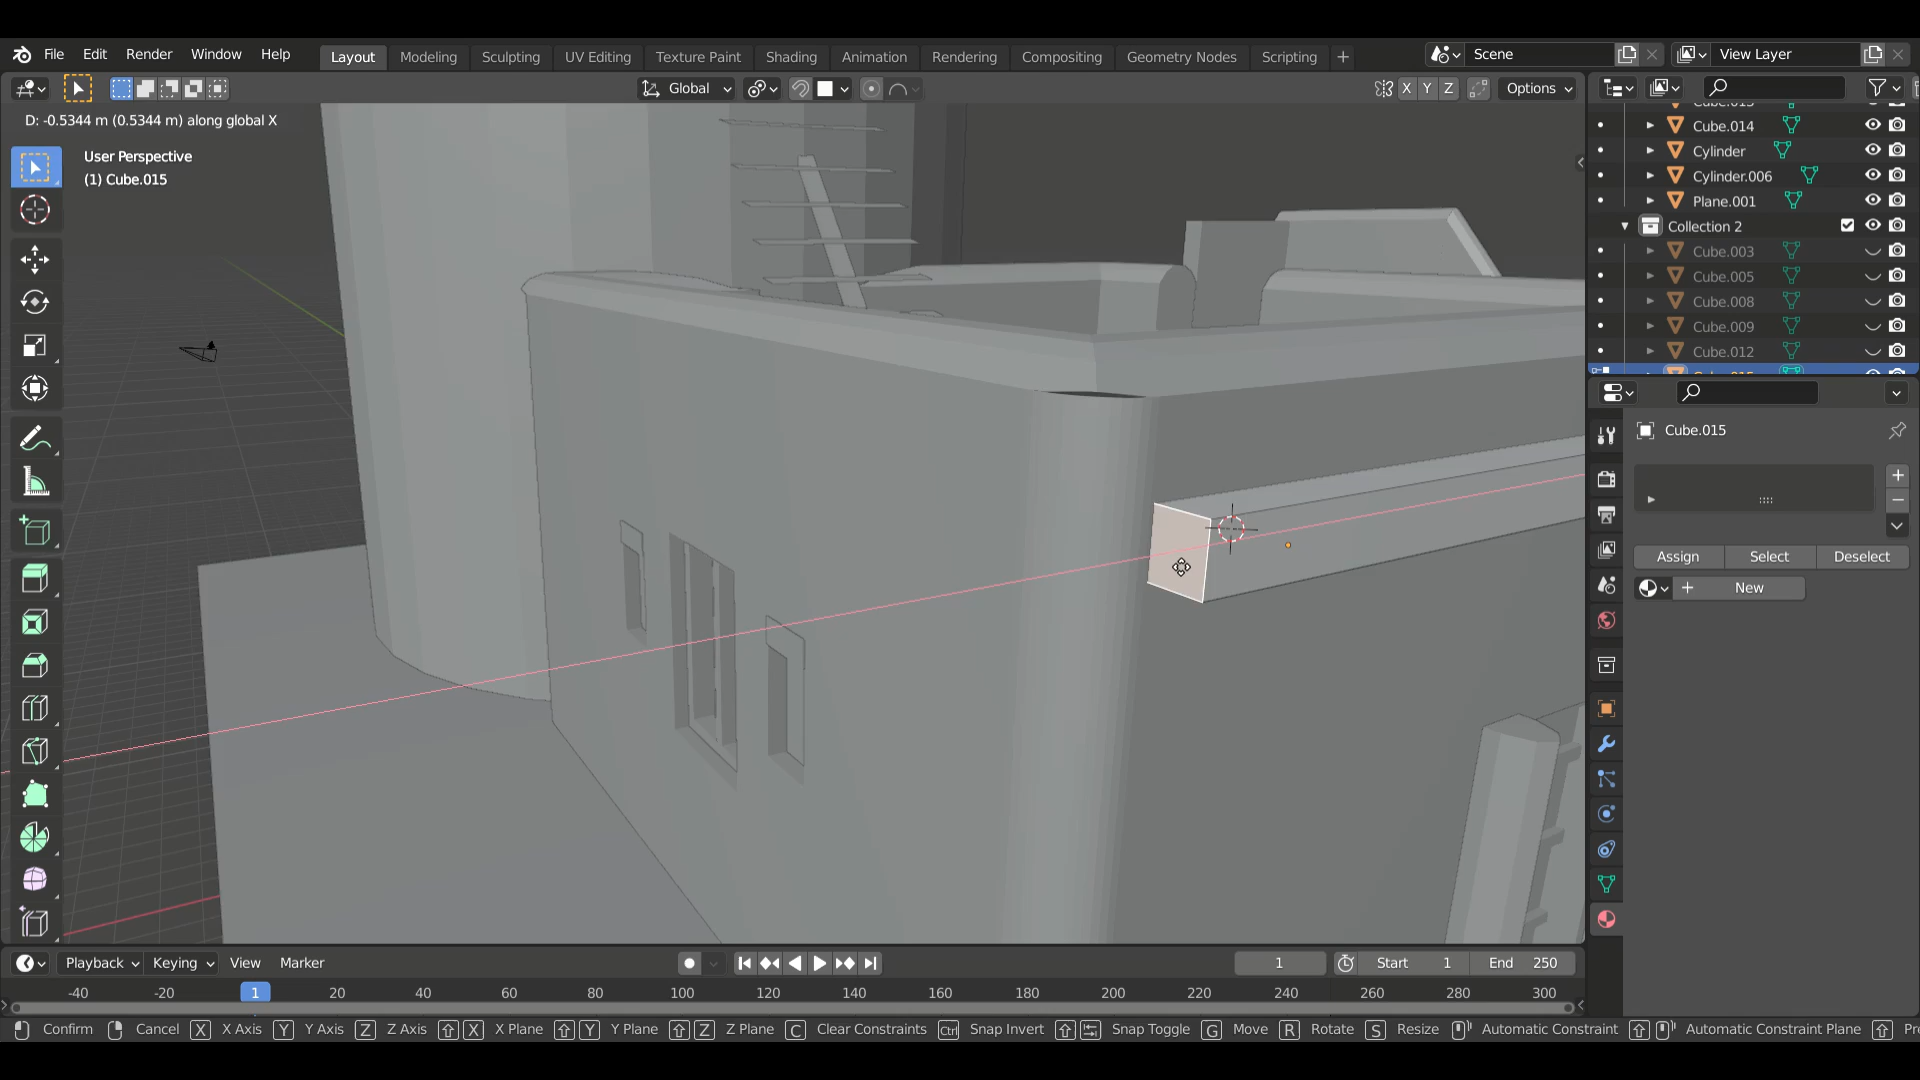 File Edit Render Window Help Layout Modeling Sculpting UV Editing Texture Paint Shading Animation Rendering Compositing Geometry Nodes Scripting + Scene View Layer
Global X Y Z Options
D: -0.5344 m (0.5344 m) along global X
User Perspective
(1) Cube.015
Cube.014
Cylinder
Cylinder.006
Plane.001
Collection 2
Cube.003
Cube.005
Cube.008
Cube.009
Cube.012
Cube.015
Assign Select Deselect
New
Playback Keying View Marker 1 Start 1 End 250
-40 -20 1 20 40 60 80 100 120 140 160 180 200 220 240 260 280 300
Confirm Cancel X X Axis Y Y Axis Z Z Axis X X Plane Y Y Plane Z Z Plane C Clear Constraints Ctrl Snap Invert Snap Toggle G Move R Rotate S Resize Automatic Constraint Automatic Constraint Plane